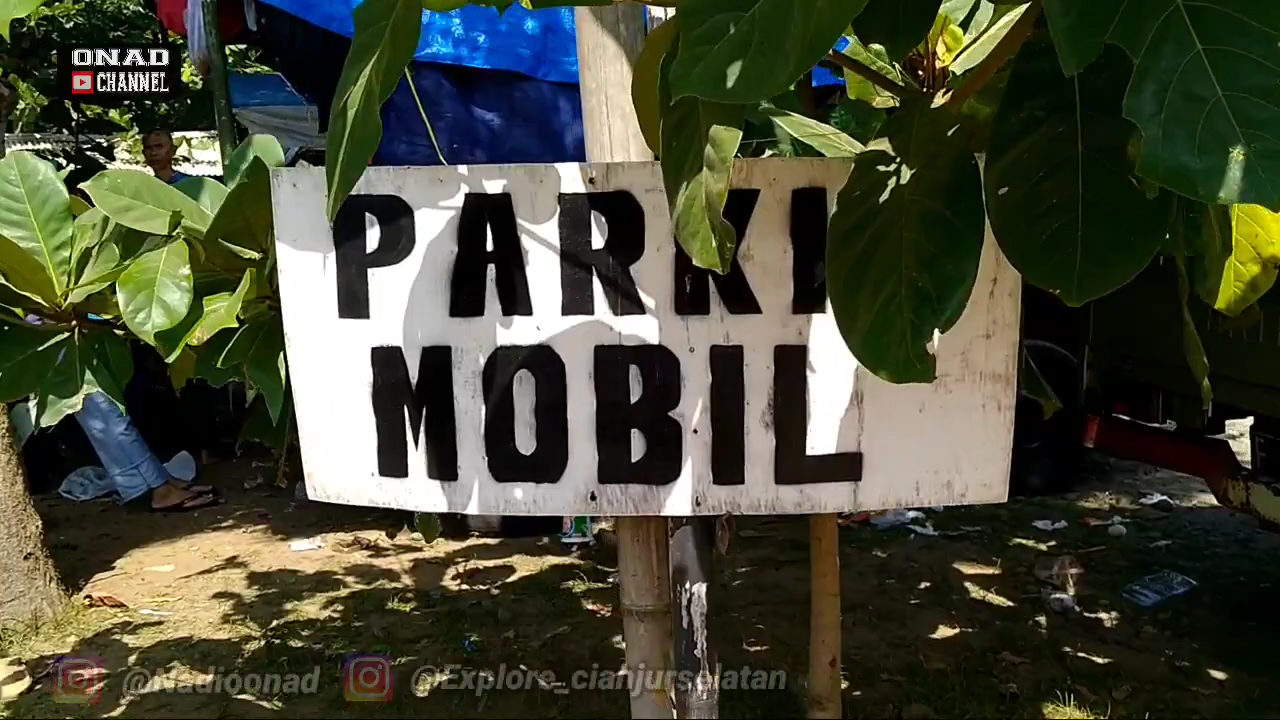 ONAD
CHANNEL
PARKI
MOBIL
@Nadioonad
@Explore_cianjurselatan